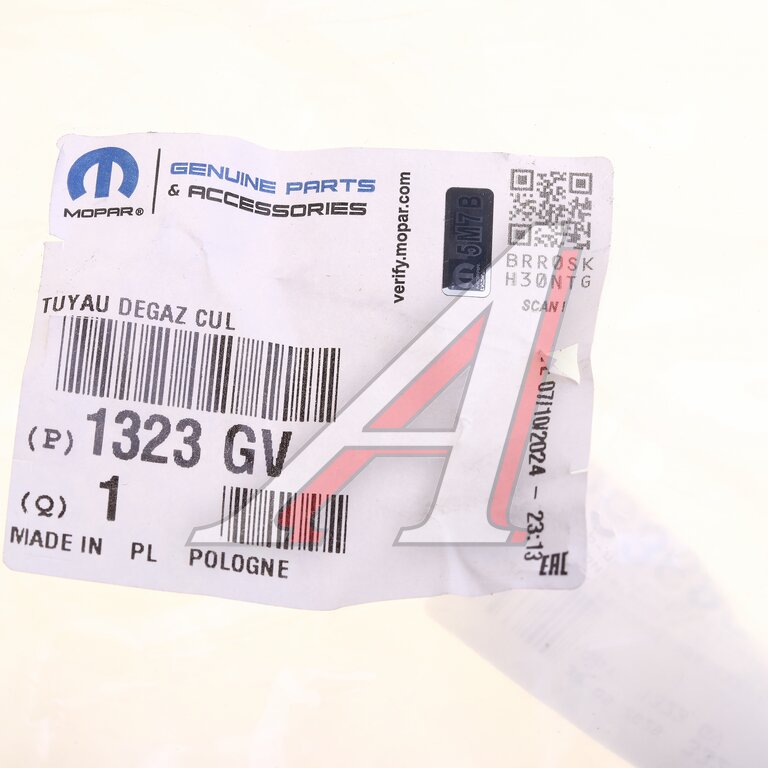 MOPAR®
GENUINE PARTS
& ACCESSORIES
verify.mopar.com
5M7B
BRR0SK
H30NTG
SCAN!
TUYAU DEGAZ CUL
(P) 1323 GV
(Q) 1
MADE IN PL POLOGNE
07/10/2024 - 23:13
EAC